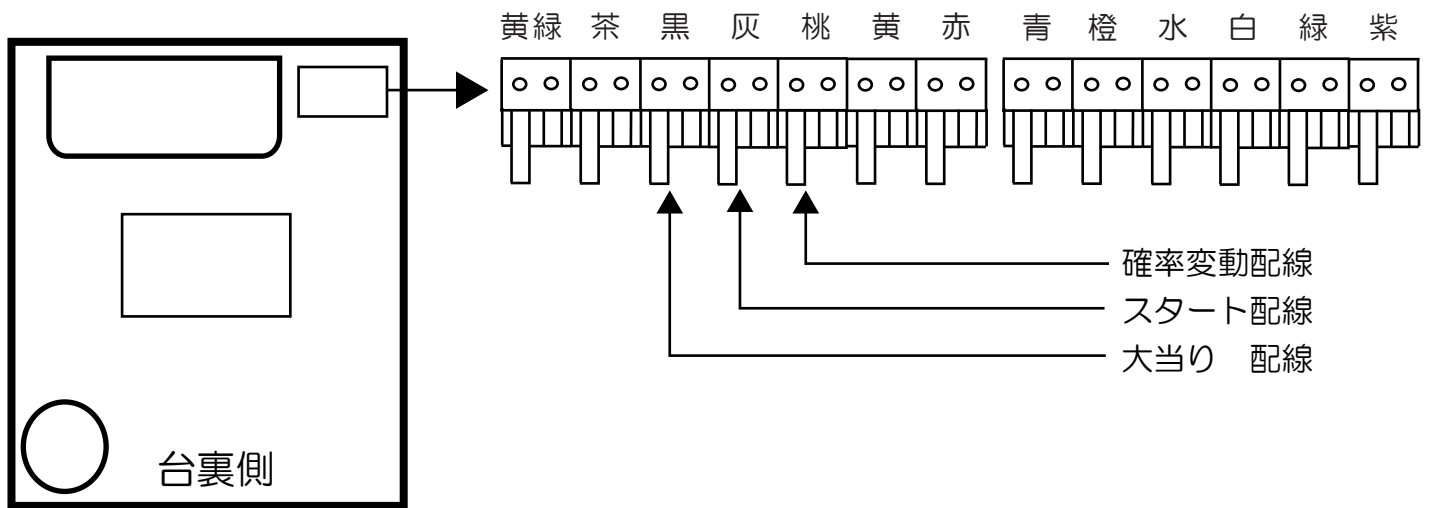 黄緑 茶 黒 灰 桃 黄 赤 青 橙 水 白 緑 紫
確率変動配線
スタート配線
大当り　配線
台裏側